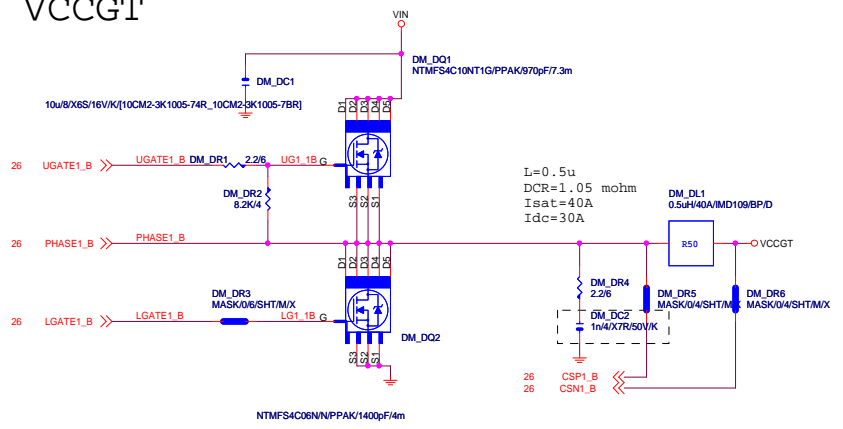 VCCGT
VIN
DM_DQ1
NTMFS4C10NT1G/PPAK/970pF/7.3m
DM_DC1
10u/8/X6S/16V/K/[10CM2-3K1005-74R_10CM2-3K1005-7BR]
D1 D2 D3 D4 D5
26 UGATE1_B UGATE1_B DM_DR1 2.2/6 UG1_1B G
DM_DR2
8.2K/4
S3 S2 S1
L=0.5u
DCR=1.05 mohm
Isat=40A
Idc=30A
DM_DL1
0.5uH/40A/IMD109/BP/D
26 PHASE1_B PHASE1_B
R50
VCCGT
D1 D2 D3 D4 D5
DM_DR3
MASK/0/6/SHT/M/X
26 LGATE1_B LGATE1_B LG1_1B G
DM_DQ2
S3 S2 S1
DM_DR4
2.2/6
DM_DR5
MASK/0/4/SHT/M/X
DM_DR6
MASK/0/4/SHT/M/X
DM_DC2
1n/4/X7R/50V/K
26 CSP1_B
26 CSN1_B
NTMFS4C06N/N/PPAK/1400pF/4m